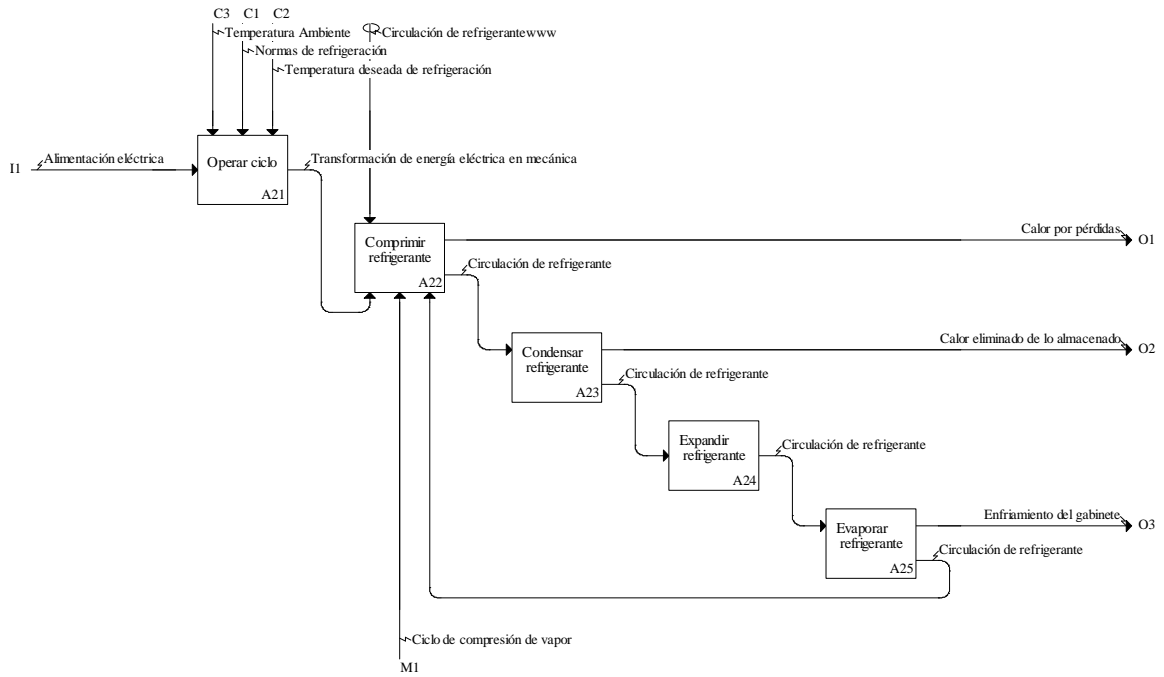 C3 C1 C2
Temperatura Ambiente
Circulación de refrigerantewww
Normas de refrigeración
Temperatura deseada de refrigeración
I1
Alimentación eléctrica
Operar ciclo
A21
Transformación de energía eléctrica en mecánica
Comprimir
refrigerante
A22
Calor por pérdidas
O1
Circulación de refrigerante
Condensar
refrigerante
A23
Calor eliminado de lo almacenado
O2
Circulación de refrigerante
Expandir
refrigerante
A24
Circulación de refrigerante
Evaporar
refrigerante
A25
Enfriamiento del gabinete
O3
Circulación de refrigerante
Ciclo de compresión de vapor
M1